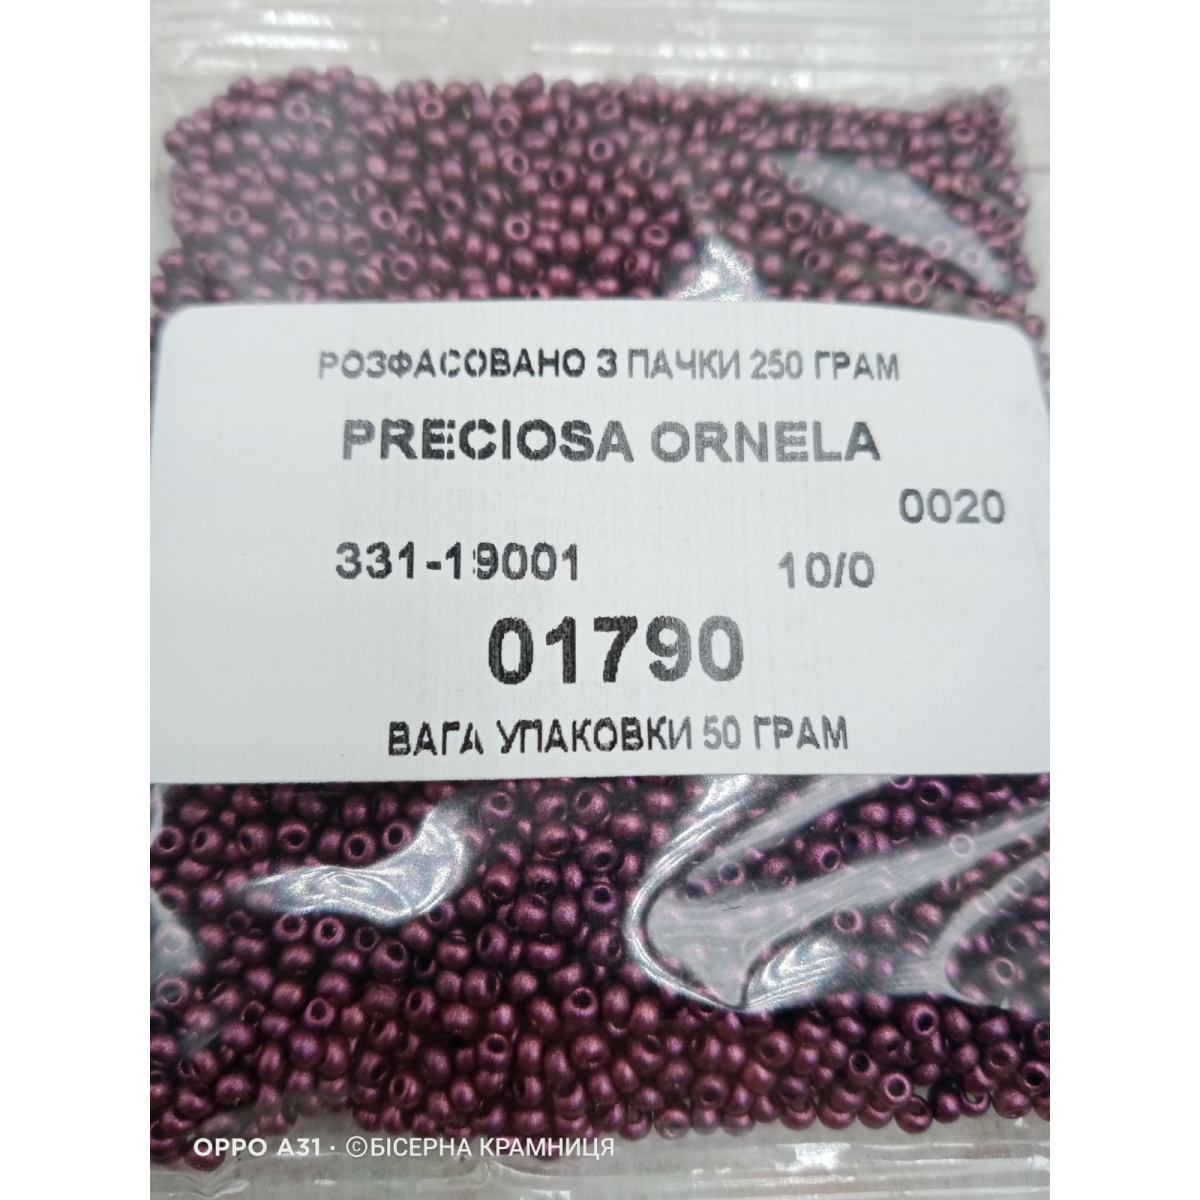 РОЗФАСОВАНО З ПАЧКИ 250 ГРАМ
PRECIOSA ORNELA
0020
331-19001 10/0
01790
ВАГА УПАКОВКИ 50 ГРАМ
OPPO A31 · ©БІСЕРНА КРАМНИЦЯ